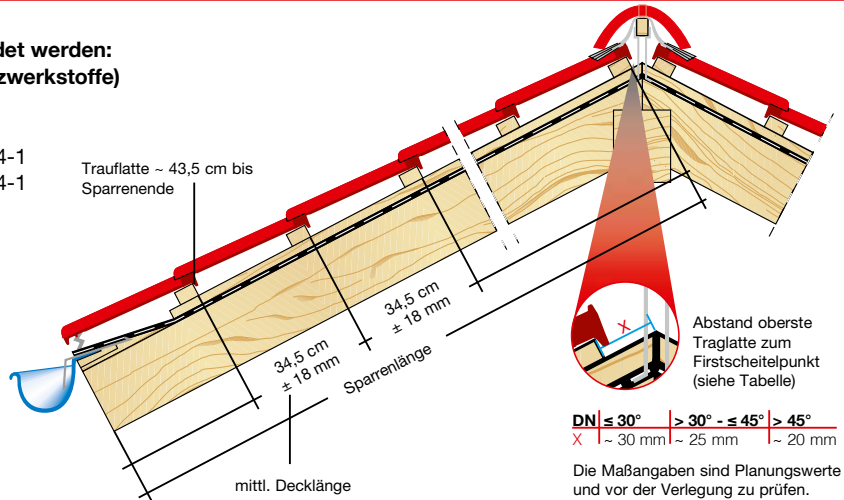 det werden:
zwerkstoffe)
4-1
4-1
Trauflatte ~ 43,5 cm bis
Sparrenende
34,5 cm
± 18 mm
34,5 cm
± 18 mm
Sparrenlänge
mittl. Decklänge
X
Abstand oberste
Traglatte zum
Firstscheitelpunkt
(siehe Tabelle)
DN ≤ 30° > 30° - ≤ 45° > 45°
X ~ 30 mm ~ 25 mm ~ 20 mm
Die Maßangaben sind Planungswerte
und vor der Verlegung zu prüfen.